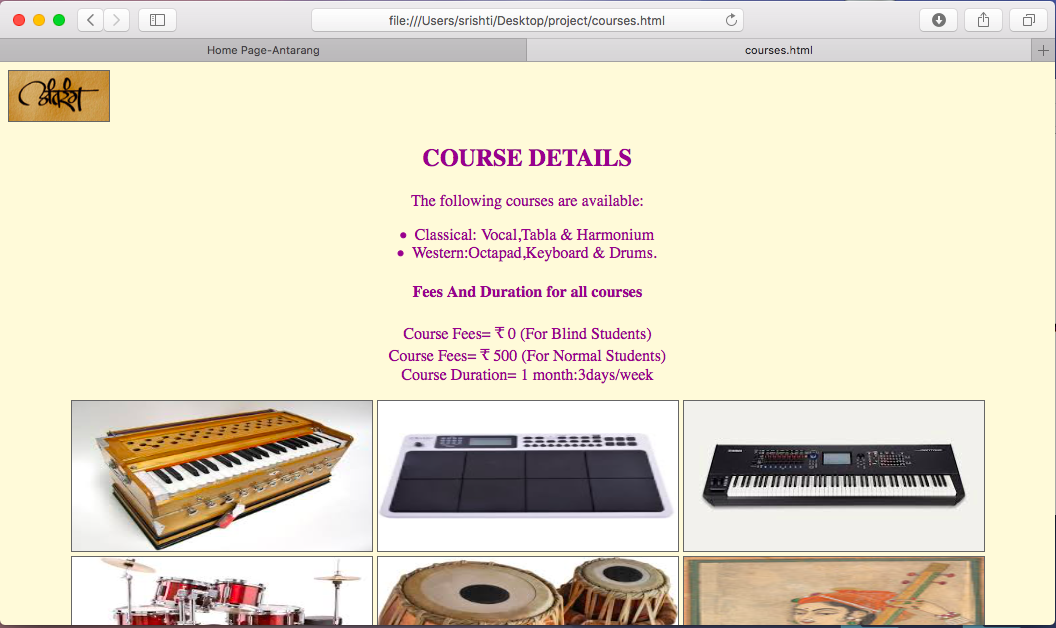 file:///Users/srishti/Desktop/project/courses.html
Home Page-Antarang
courses.html
अंतरंग
COURSE DETAILS
The following courses are available:
• Classical: Vocal,Tabla & Harmonium
• Western:Octapad,Keyboard & Drums.
Fees And Duration for all courses
Course Fees= ₹ 0 (For Blind Students)
Course Fees= ₹ 500 (For Normal Students)
Course Duration= 1 month:3days/week